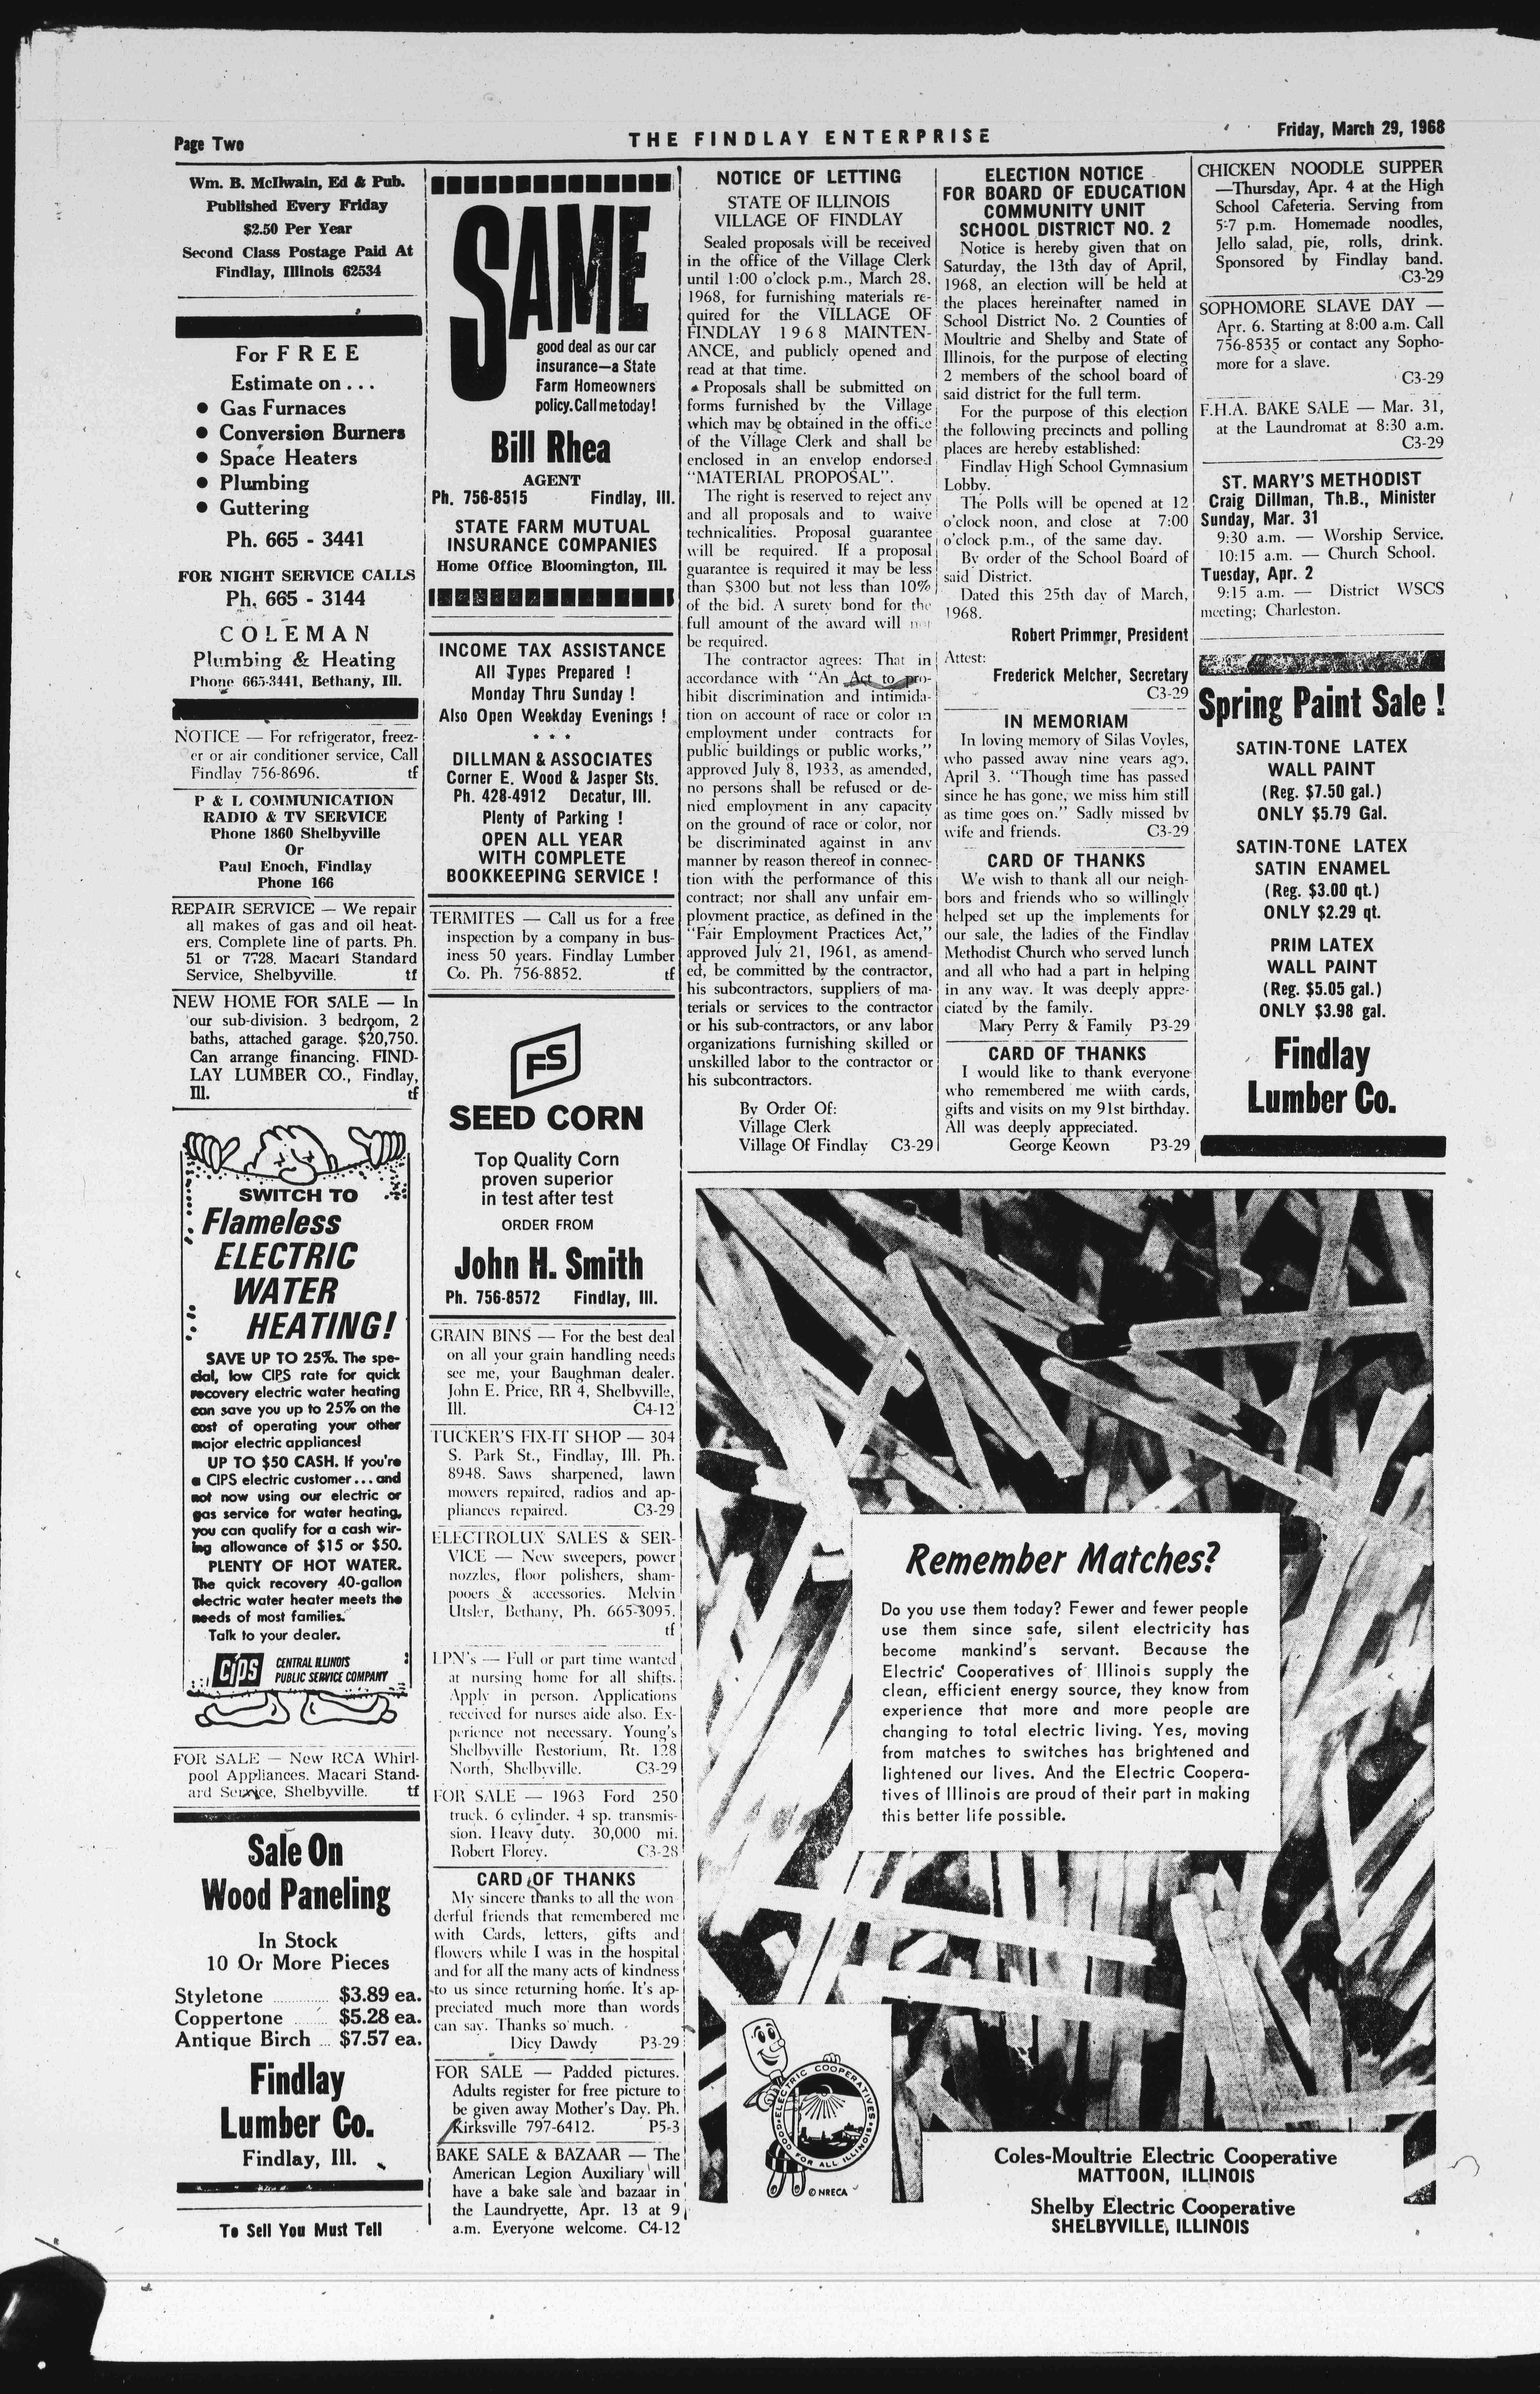 Page Two
THE FINDLAY ENTERPRISE
Friday, March 29, 1968
Wm. B. McIlwain, Ed & Pub.
Published Every Friday
$2.50 Per Year
Second Class Postage Paid At
Findlay, Illinois 62534
For FREE
Estimate on . . .
● Gas Furnaces
● Conversion Burners
● Space Heaters
● Plumbing
● Guttering
Ph. 665 - 3441
FOR NIGHT SERVICE CALLS
Ph. 665 - 3144
COLEMAN
Plumbing & Heating
Phone 665-3441, Bethany, Ill.
NOTICE — For refrigerator, freez-
er or air conditioner service, Call
Findlay 756-8696. tf
P & L COMMUNICATION
RADIO & TV SERVICE
Phone 1860 Shelbyville
Or
Paul Enoch, Findlay
Phone 166
REPAIR SERVICE — We repair
all makes of gas and oil heat-
ers. Complete line of parts. Ph.
51 or 7728. Macari Standard
Service, Shelbyville. tf
NEW HOME FOR SALE — In
our sub-division. 3 bedroom, 2
baths, attached garage. $20,750.
Can arrange financing. FIND-
LAY LUMBER CO., Findlay,
Ill. tf
SWITCH TO
Flameless
ELECTRIC
WATER
HEATING!
SAVE UP TO 25%. The spe-
cial, low CIPS rate for quick
recovery electric water heating
can save you up to 25% on the
cost of operating your other
major electric appliances!
UP TO $50 CASH. If you're
a CIPS electric customer . . . and
not now using our electric or
gas service for water heating,
you can qualify for a cash wir-
ing allowance of $15 or $50.
PLENTY OF HOT WATER.
The quick recovery 40-gallon
electric water heater meets the
needs of most families.
Talk to your dealer.
CIPS CENTRAL ILLINOIS
PUBLIC SERVICE COMPANY
FOR SALE — New RCA Whirl-
pool Appliances. Macari Stand-
ard Service, Shelbyville. tf
Sale On
Wood Paneling
In Stock
10 Or More Pieces
Styletone ............ $3.89 ea.
Coppertone ........ $5.28 ea.
Antique Birch ... $7.57 ea.
Findlay
Lumber Co.
Findlay, Ill.
To Sell You Must Tell
SAME
good deal as our car
insurance—a State
Farm Homeowners
policy. Call me today!
Bill Rhea
AGENT
Ph. 756-8515 Findlay, Ill.
STATE FARM MUTUAL
INSURANCE COMPANIES
Home Office Bloomington, Ill.
INCOME TAX ASSISTANCE
All Types Prepared !
Monday Thru Sunday !
Also Open Weekday Evenings !
* * *
DILLMAN & ASSOCIATES
Corner E. Wood & Jasper Sts.
Ph. 428-4912 Decatur, Ill.
Plenty of Parking !
OPEN ALL YEAR
WITH COMPLETE
BOOKKEEPING SERVICE !
TERMITES — Call us for a free
inspection by a company in bus-
iness 50 years. Findlay Lumber
Co. Ph. 756-8852. tf
FS
SEED CORN
Top Quality Corn
proven superior
in test after test
ORDER FROM
John H. Smith
Ph. 756-8572 Findlay, Ill.
GRAIN BINS — For the best deal
on all your grain handling needs
see me, your Baughman dealer.
John E. Price, RR 4, Shelbyville,
Ill. C4-12
TUCKER'S FIX-IT SHOP — 304
S. Park St., Findlay, Ill. Ph.
8948. Saws sharpened, lawn
mowers repaired, radios and ap-
pliances repaired. C3-29
ELECTROLUX SALES & SER-
VICE — New sweepers, power
nozzles, floor polishers, sham-
pooers & accessories. Melvin
Utsler, Bethany, Ph. 665-3095.
tf
LPN's — Full or part time wanted
at nursing home for all shifts.
Apply in person. Applications
received for nurses aide also. Ex-
perience not necessary. Young's
Shelbyville Restorium, Rt. 128
North, Shelbyville. C3-29
FOR SALE — 1963 Ford 250
truck. 6 cylinder. 4 sp. transmis-
sion. Heavy duty. 30,000 mi.
Robert Florey. C3-28
CARD OF THANKS
My sincere thanks to all the won
derful friends that remembered me
with Cards, letters, gifts and
flowers while I was in the hospital
and for all the many acts of kindness
to us since returning home. It's ap-
preciated much more than words
can say. Thanks so much.
Dicy Dawdy P3-29
FOR SALE — Padded pictures.
Adults register for free picture to
be given away Mother's Day. Ph.
Kirksville 797-6412. P5-3
BAKE SALE & BAZAAR — The
American Legion Auxiliary will
have a bake sale and bazaar in
the Laundryette, Apr. 13 at 9
a.m. Everyone welcome. C4-12
NOTICE OF LETTING
STATE OF ILLINOIS
VILLAGE OF FINDLAY
Sealed proposals will be received
in the office of the Village Clerk
until 1:00 o'clock p.m., March 28,
1968, for furnishing materials re-
quired for the VILLAGE OF
FINDLAY 1968 MAINTEN-
ANCE, and publicly opened and
read at that time.
Proposals shall be submitted on
forms furnished by the Village
which may be obtained in the office
of the Village Clerk and shall be
enclosed in an envelop endorsed
"MATERIAL PROPOSAL".
The right is reserved to reject any
and all proposals and to waive
technicalities. Proposal guarantee
will be required. If a proposal
guarantee is required it may be less
than $300 but not less than 10%
of the bid. A surety bond for the
full amount of the award will not
be required.
The contractor agrees: That in
accordance with "An Act to pro-
hibit discrimination and intimida-
tion on account of race or color in
employment under contracts for
public buildings or public works,"
approved July 8, 1933, as amended,
no persons shall be refused or de-
nied employment in any capacity
on the ground of race or color, nor
be discriminated against in any
manner by reason thereof in connec-
tion with the performance of this
contract; nor shall any unfair em-
ployment practice, as defined in the
"Fair Employment Practices Act,"
approved July 21, 1961, as amend-
ed, be committed by the contractor,
his subcontractors, suppliers of ma-
terials or services to the contractor
or his sub-contractors, or any labor
organizations furnishing skilled or
unskilled labor to the contractor or
his subcontractors.
By Order Of:
Village Clerk
Village Of Findlay C3-29
ELECTION NOTICE
FOR BOARD OF EDUCATION
COMMUNITY UNIT
SCHOOL DISTRICT NO. 2
Notice is hereby given that on
Saturday, the 13th day of April,
1968, an election will be held at
the places hereinafter named in
School District No. 2 Counties of
Moultric and Shelby and State of
Illinois, for the purpose of electing
2 members of the school board of
said district for the full term.
For the purpose of this election
the following precincts and polling
places are hereby established:
Findlay High School Gymnasium
Lobby.
The Polls will be opened at 12
o'clock noon, and close at 7:00
o'clock p.m., of the same day.
By order of the School Board of
said District.
Dated this 25th day of March,
1968.
Robert Primmer, President
Attest:
Frederick Melcher, Secretary
C3-29
IN MEMORIAM
In loving memory of Silas Voyles,
who passed away nine years ago,
April 3. "Though time has passed
since he has gone, we miss him still
as time goes on." Sadly missed by
wife and friends. C3-29
CARD OF THANKS
We wish to thank all our neigh-
bors and friends who so willingly
helped set up the implements for
our sale, the ladies of the Findlay
Methodist Church who served lunch
and all who had a part in helping
in any way. It was deeply appre-
ciated by the family.
Mary Perry & Family P3-29
CARD OF THANKS
I would like to thank everyone
who remembered me wiith cards,
gifts and visits on my 91st birthday.
All was deeply appreciated.
George Keown P3-29
CHICKEN NOODLE SUPPER
—Thursday, Apr. 4 at the High
School Cafeteria. Serving from
5-7 p.m. Homemade noodles,
Jello salad, pie, rolls, drink.
Sponsored by Findlay band.
C3-29
SOPHOMORE SLAVE DAY —
Apr. 6. Starting at 8:00 a.m. Call
756-8535 or contact any Sopho-
more for a slave.
C3-29
F.H.A. BAKE SALE — Mar. 31,
at the Laundromat at 8:30 a.m.
C3-29
ST. MARY'S METHODIST
Craig Dillman, Th.B., Minister
Sunday, Mar. 31
9:30 a.m. — Worship Service.
10:15 a.m. — Church School.
Tuesday, Apr. 2
9:15 a.m. — District WSCS
meeting; Charleston.
Spring Paint Sale !
SATIN-TONE LATEX
WALL PAINT
(Reg. $7.50 gal.)
ONLY $5.79 Gal.
SATIN-TONE LATEX
SATIN ENAMEL
(Reg. $3.00 qt.)
ONLY $2.29 qt.
PRIM LATEX
WALL PAINT
(Reg. $5.05 gal.)
ONLY $3.98 gal.
Findlay
Lumber Co.
Remember Matches?
Do you use them today? Fewer and fewer people
use them since safe, silent electricity has
become mankind's servant. Because the
Electric Cooperatives of Illinois supply the
clean, efficient energy source, they know from
experience that more and more people are
changing to total electric living. Yes, moving
from matches to switches has brightened and
lightened our lives. And the Electric Coopera-
tives of Illinois are proud of their part in making
this better life possible.
ELECTRIC COOPERATIVES
GOOD FOR ALL ILLINOIS
© NRECA
Coles-Moultrie Electric Cooperative
MATTOON, ILLINOIS
Shelby Electric Cooperative
SHELBYVILLE, ILLINOIS